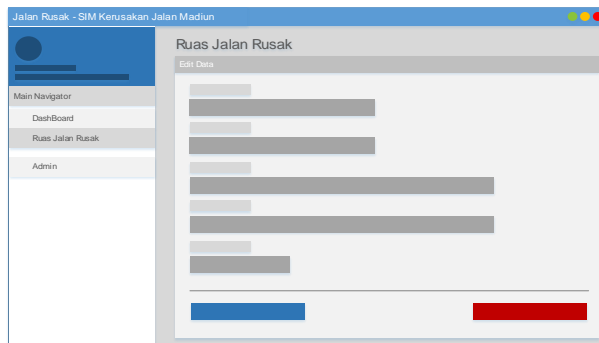 Jalan Rusak - SIM Kerusakan Jalan Madiun
Ruas Jalan Rusak
Edit Data
Main Navigator
DashBoard
Ruas Jalan Rusak
Admin